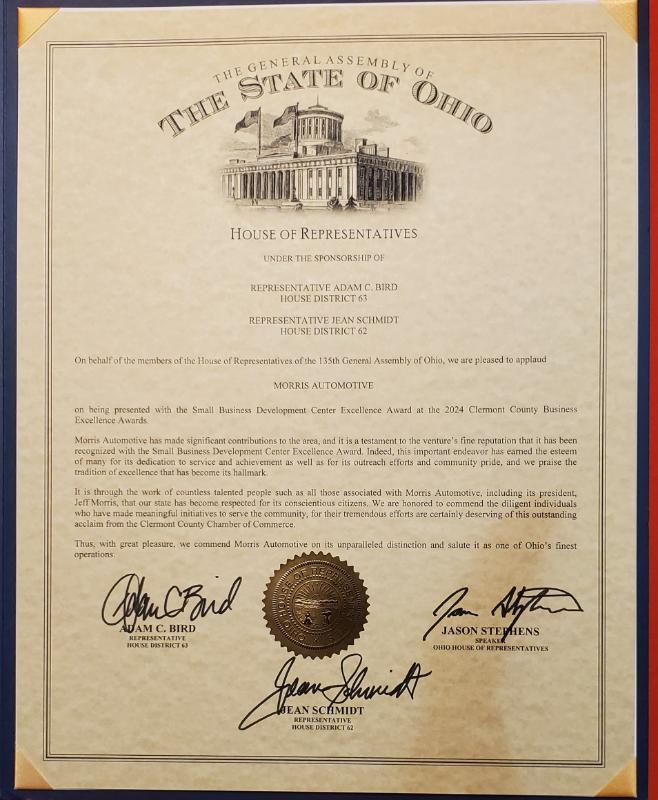 THE GENERAL ASSEMBLY OF
THE STATE OF OHIO
HOUSE OF REPRESENTATIVES
UNDER THE SPONSORSHIP OF
REPRESENTATIVE ADAM C. BIRD
HOUSE DISTRICT 63
REPRESENTATIVE JEAN SCHMIDT
HOUSE DISTRICT 62
On behalf of the members of the House of Representatives of the 135th General Assembly of Ohio, we are pleased to applaud
MORRIS AUTOMOTIVE
on being presented with the Small Business Development Center Excellence Award at the 2024 Clermont County Business
Excellence Awards.
Morris Automotive has made significant contributions to the area, and it is a testament to the venture's fine reputation that it has been
recognized with the Small Business Development Center Excellence Award. Indeed, this important endeavor has earned the esteem
of many for its dedication to service and achievement as well as for its outreach efforts and community pride, and we praise the
tradition of excellence that has become its hallmark.
It is through the work of countless talented people such as all those associated with Morris Automotive, including its president,
Jeff Morris, that our state has become respected for its conscientious citizens. We are honored to commend the diligent individuals
who have made meaningful initiatives to serve the community, for their tremendous efforts are certainly deserving of this outstanding
acclaim from the Clermont County Chamber of Commerce.
Thus, with great pleasure, we commend Morris Automotive on its unparalleled distinction and salute it as one of Ohio's finest
operations.
Adam C Bird
ADAM C. BIRD
REPRESENTATIVE
HOUSE DISTRICT 63
JASON STEPHENS
SPEAKER
OHIO HOUSE OF REPRESENTATIVES
Jean Schmidt
JEAN SCHMIDT
REPRESENTATIVE
HOUSE DISTRICT 62